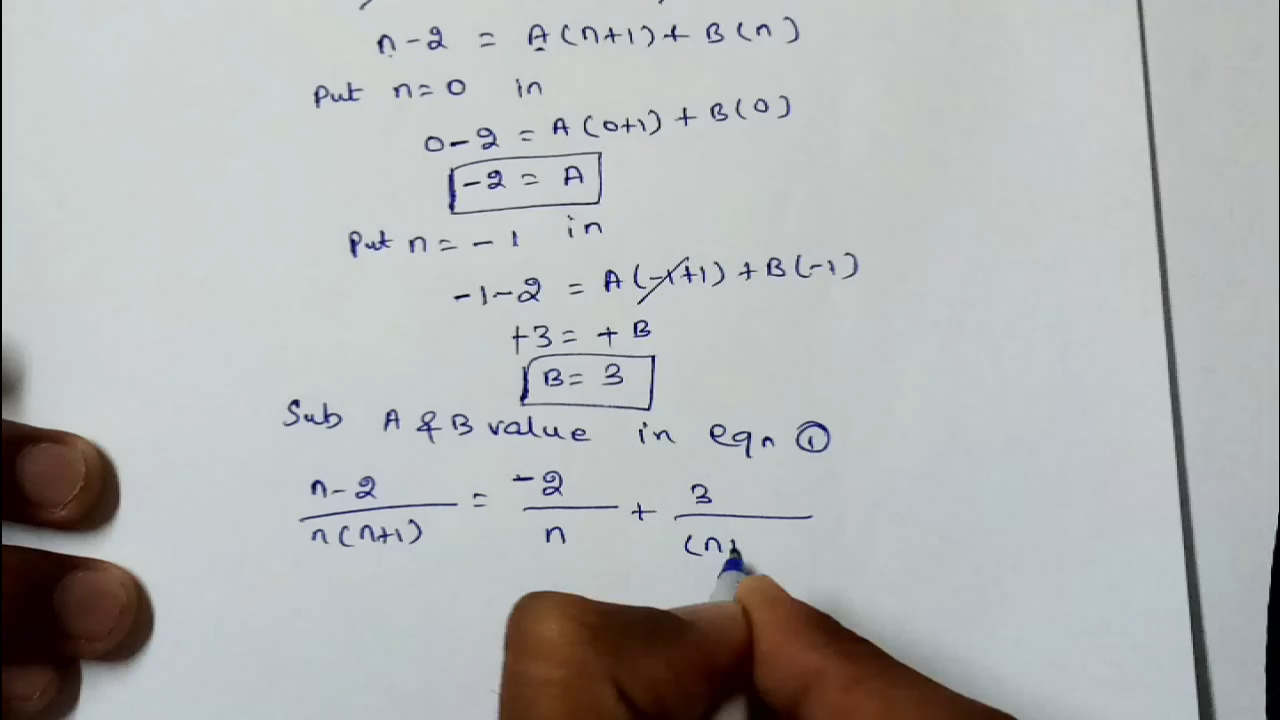 n-2 = A(n+1) + B(n)
Put n=0 in
0-2 = A(0+1) + B(0)
-2 = A
Put n=-1 in
-1-2 = A(-1+1) + B(-1)
+3 = +B
B = 3
Sub A & B value in eqn ①
n-2 / n(n+1) = -2 / n + 3 / (n